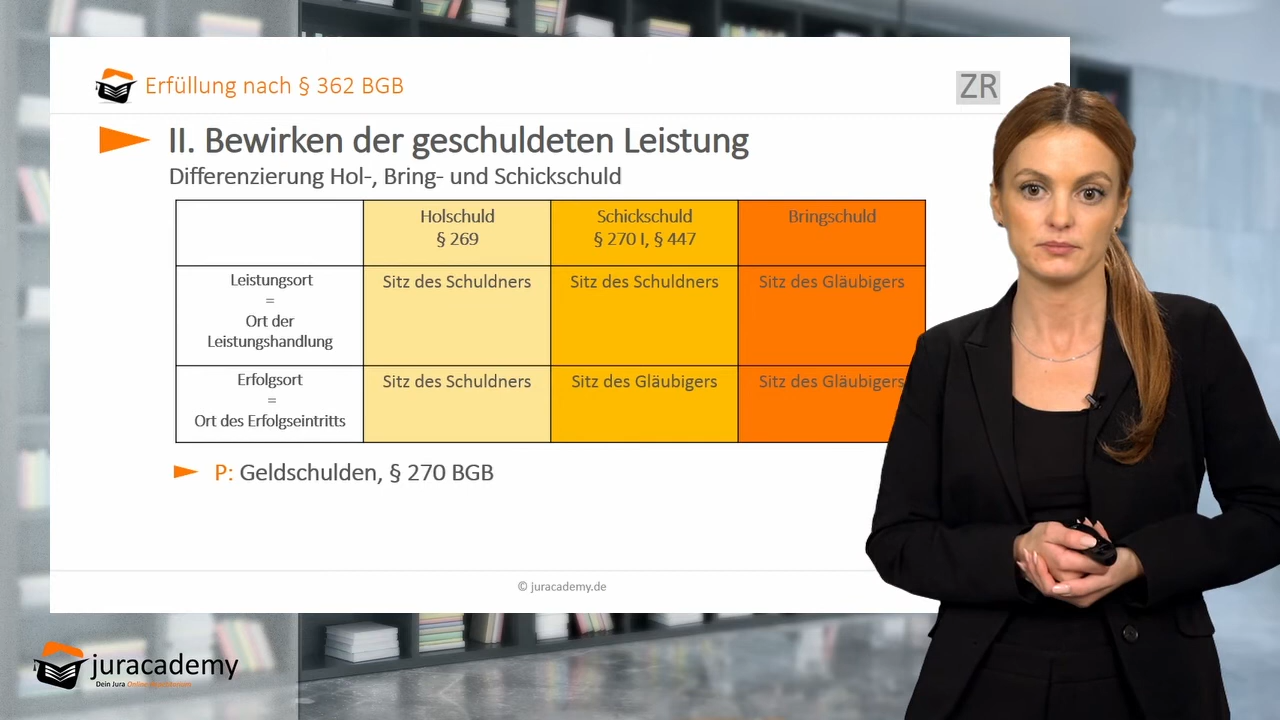 Erfüllung nach § 362 BGB
ZR
II. Bewirken der geschuldeten Leistung
Differenzierung Hol-, Bring- und Schickschuld
Holschuld
§ 269
Schickschuld
§ 270 I, § 447
Bringschuld
Leistungsort
=
Ort der
Leistungshandlung
Sitz des Schuldners
Sitz des Schuldners
Sitz des Gläubigers
Erfolgsort
=
Ort des Erfolgseintritts
Sitz des Schuldners
Sitz des Gläubigers
Sitz des Gläubigers
P: Geldschulden, § 270 BGB
© juracademy.de
juracademy
Dein Jura Online-Repetitorium